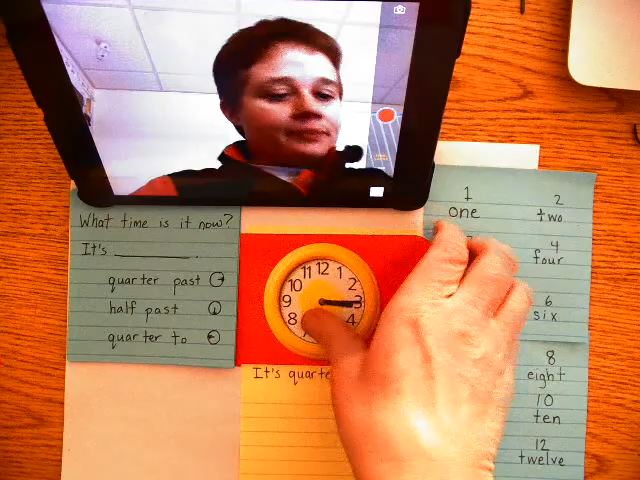 What time is it now?
It's ________.
quarter past
half past
quarter to
12
1
2
3
4
8
9
10
11
It's
1
one
2
two
4
four
6
six
8
eight
10
ten
12
twelve